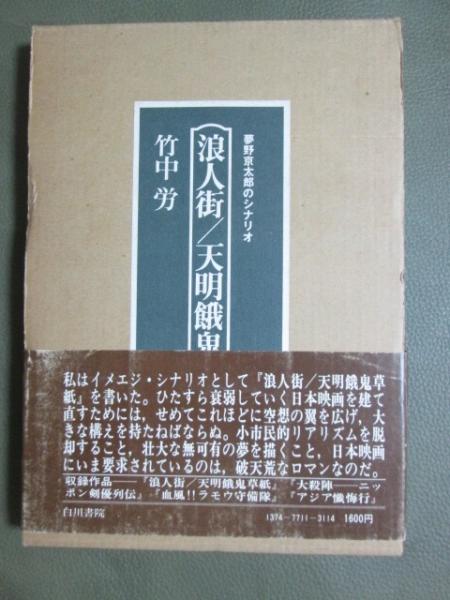 夢野京太郎のシナリオ
浪人街／天明餓鬼
竹中 労
私はイメエジ・シナリオとして『浪人街／天明餓鬼草
紙』を書いた。ひたすら衰弱していく日本映画を建て
直すためには，せめてこれほどに空想の翼を広げ，大
きな構えを持たねばならぬ。小市民的リアリズムを脱
却すること，壮大な無可有の夢を描くこと，日本映画
にいま要求されているのは，破天荒なロマンなのだ。
収録作品──『浪人街／天明餓鬼草紙』『大殺陣──ニッ
ポン剣優列伝』『血風!!ラモウ守備隊』『アジア懺悔行』
白川書院
1374-7711-3114 1600円